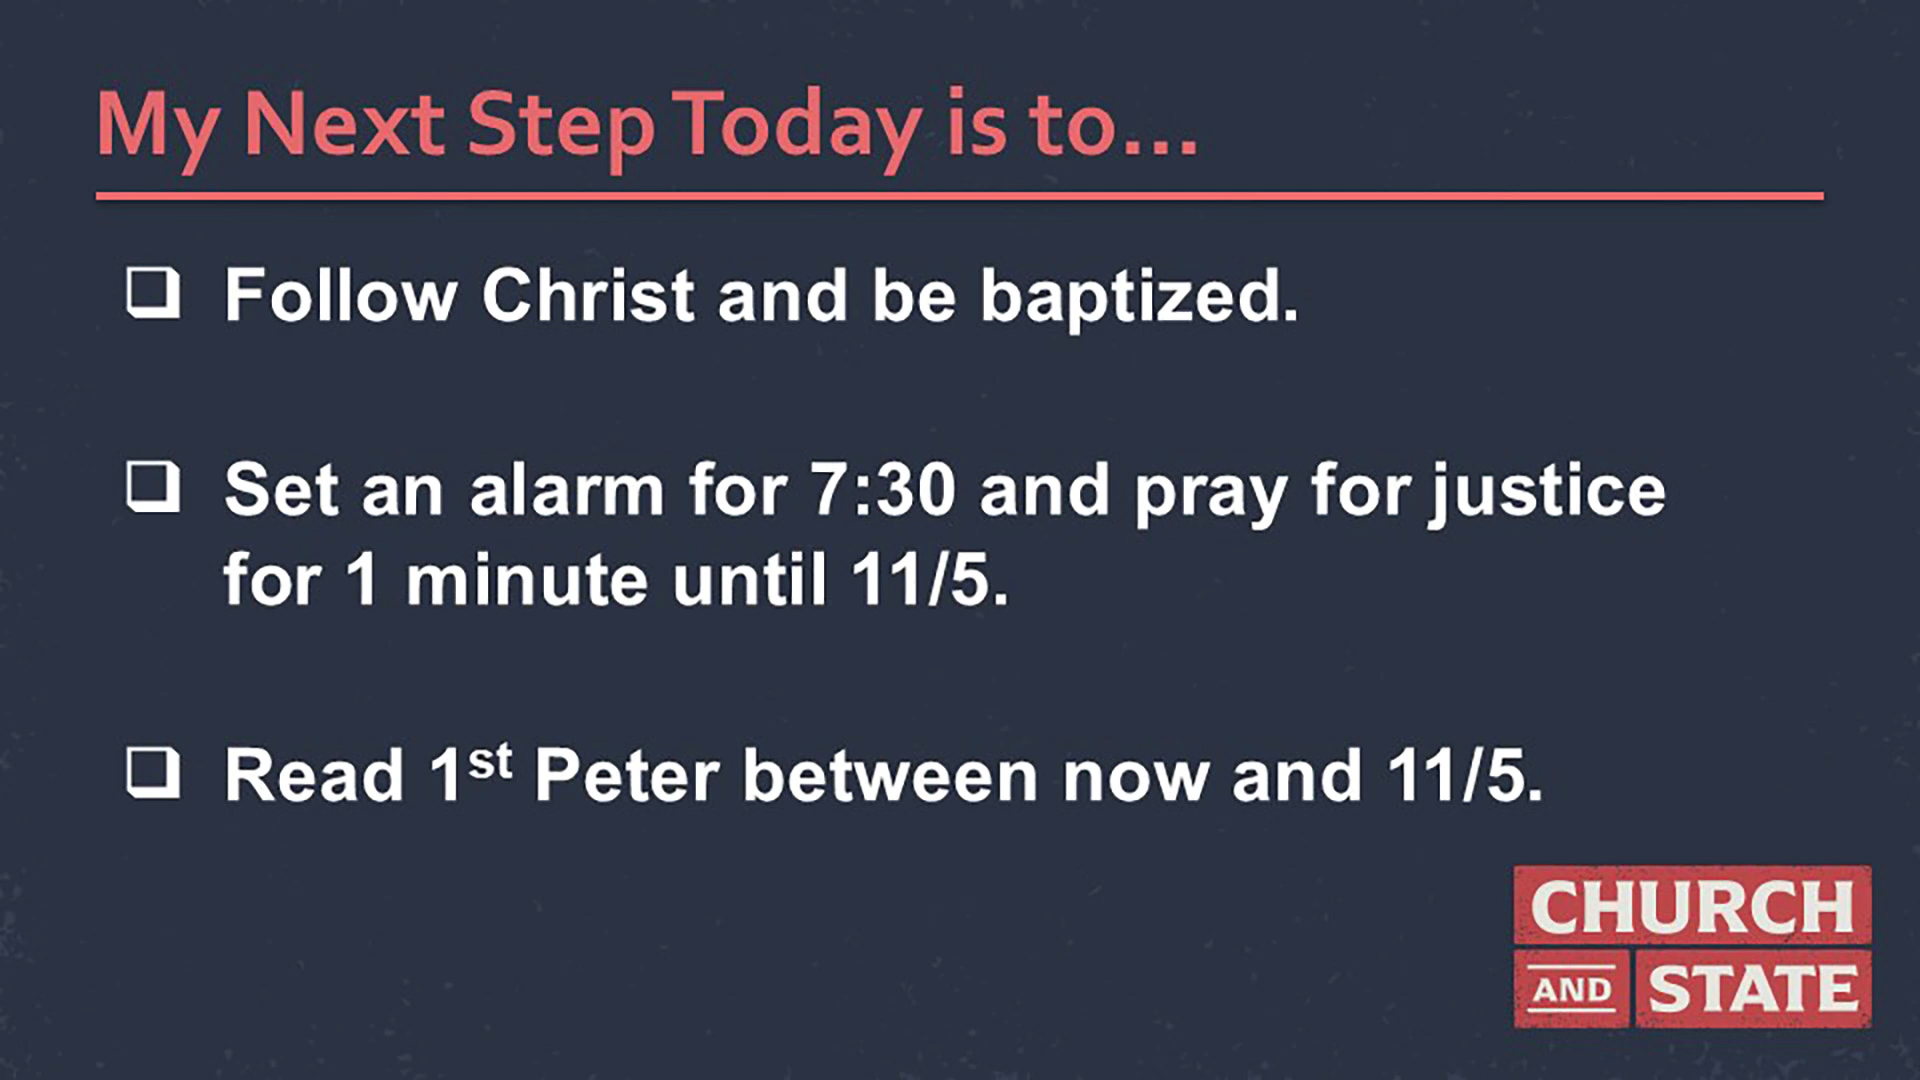 My Next Step Today is to...
❑ Follow Christ and be baptized.
❑ Set an alarm for 7:30 and pray for justice
for 1 minute until 11/5.
❑ Read 1st Peter between now and 11/5.
CHURCH
AND STATE